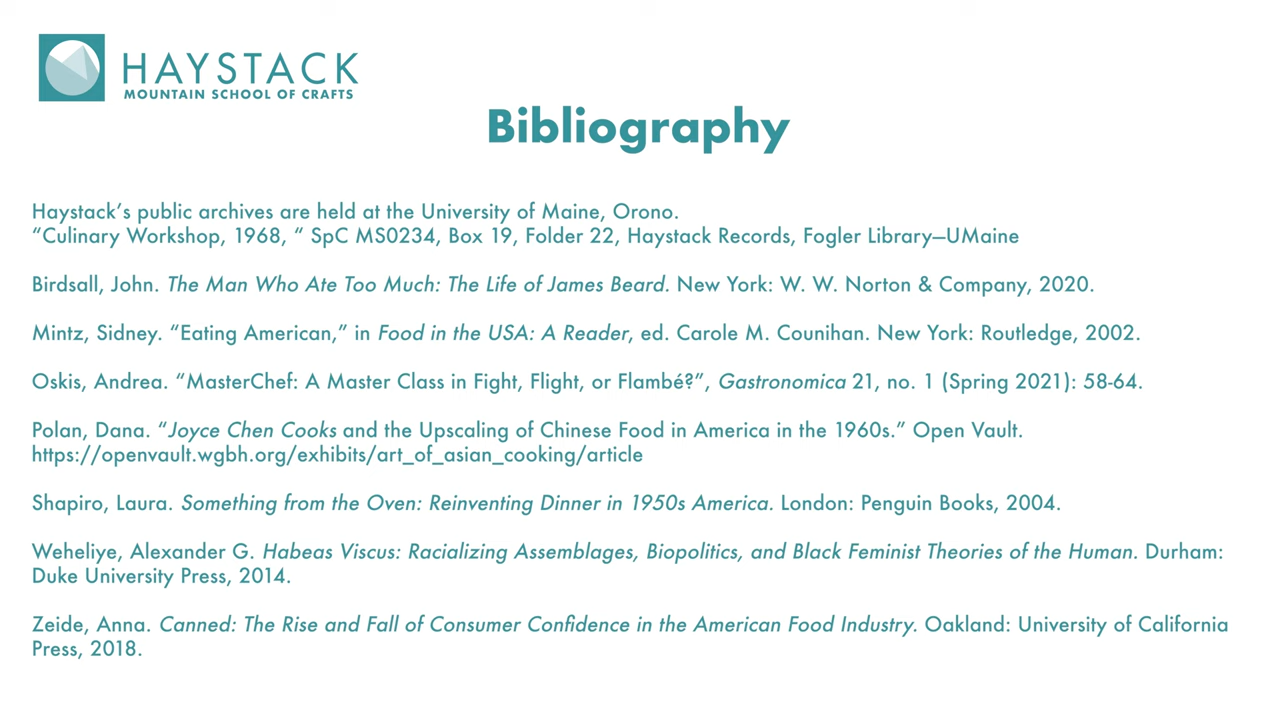 HAYSTACK
MOUNTAIN SCHOOL OF CRAFTS
Bibliography
Haystack’s public archives are held at the University of Maine, Orono.
“Culinary Workshop, 1968, “ SpC MS0234, Box 19, Folder 22, Haystack Records, Fogler Library—UMaine
Birdsall, John. The Man Who Ate Too Much: The Life of James Beard. New York: W. W. Norton & Company, 2020.
Mintz, Sidney. “Eating American,” in Food in the USA: A Reader, ed. Carole M. Counihan. New York: Routledge, 2002.
Oskis, Andrea. “MasterChef: A Master Class in Fight, Flight, or Flambé?”, Gastronomica 21, no. 1 (Spring 2021): 58-64.
Polan, Dana. “Joyce Chen Cooks and the Upscaling of Chinese Food in America in the 1960s.” Open Vault.
https://openvault.wgbh.org/exhibits/art_of_asian_cooking/article
Shapiro, Laura. Something from the Oven: Reinventing Dinner in 1950s America. London: Penguin Books, 2004.
Weheliye, Alexander G. Habeas Viscus: Racializing Assemblages, Biopolitics, and Black Feminist Theories of the Human. Durham:
Duke University Press, 2014.
Zeide, Anna. Canned: The Rise and Fall of Consumer Confidence in the American Food Industry. Oakland: University of California
Press, 2018.